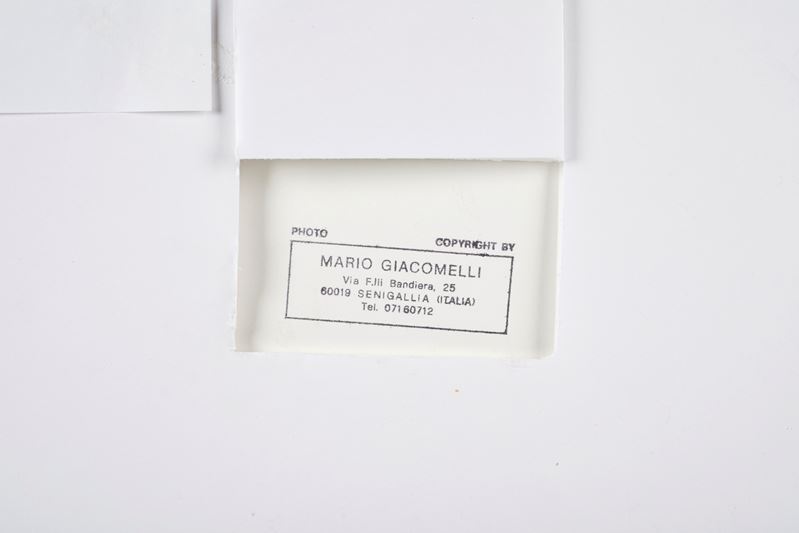 PHOTO COPYRIGHT BY
MARIO GIACOMELLI
Via F.lli Bandiera, 25
60019 SENIGALLIA (ITALIA)
Tel. 07160712